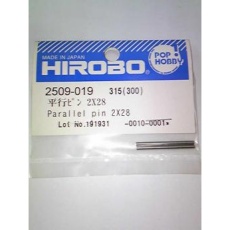 MADE IN JAPAN
HIROBO
POP
HOBBY
2509-019 315(300)
平行ピン 2X28
Parallel pin 2X28
Lot No.191931 -0010-0001*